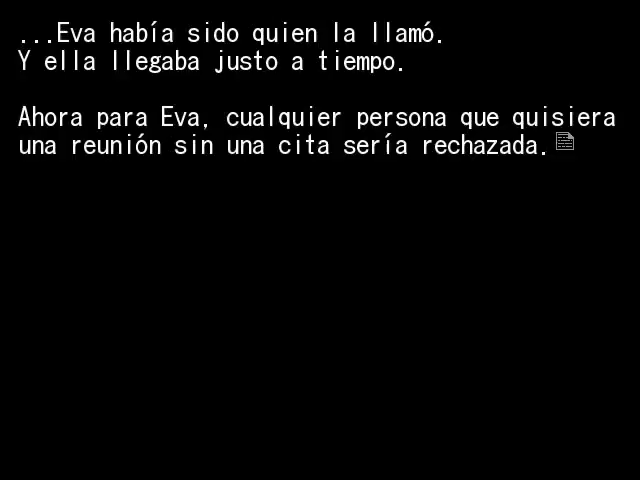 ...Eva había sido quien la llamó.
Y ella llegaba justo a tiempo.
Ahora para Eva, cualquier persona que quisiera
una reunión sin una cita sería rechazada.